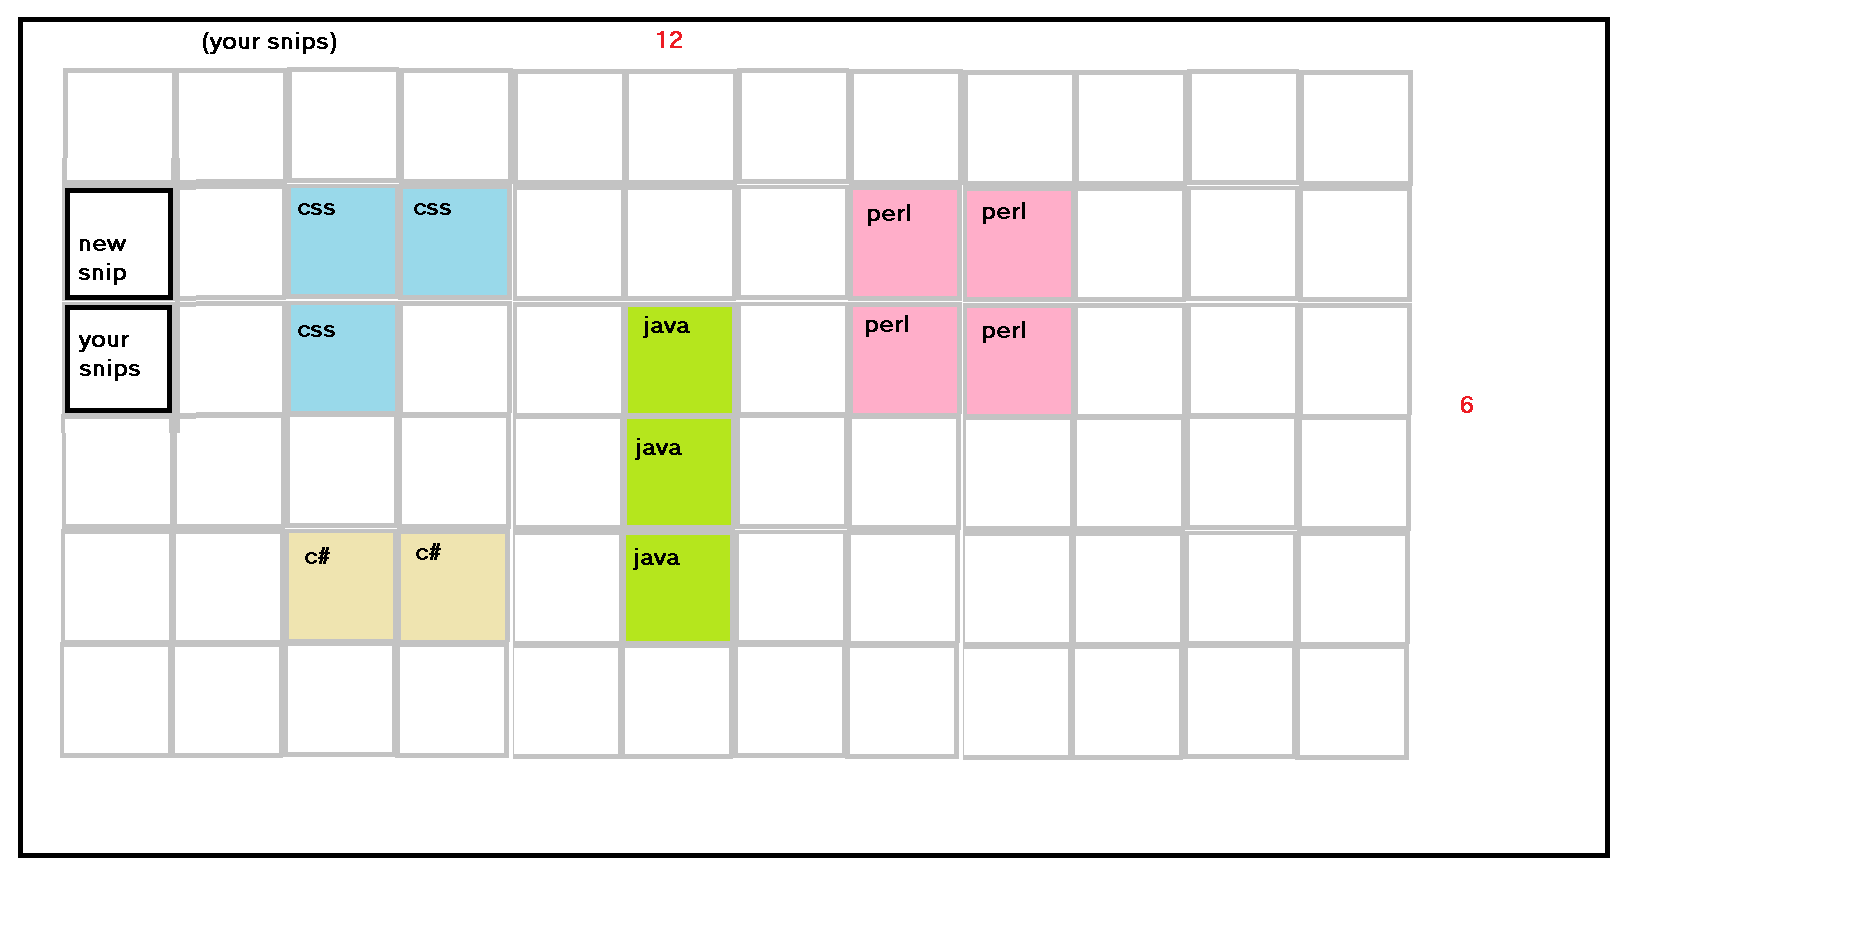 (your snips)
12
new
snip
css
css
perl
perl
your
snips
css
java
perl
perl
6
java
c#
c#
java